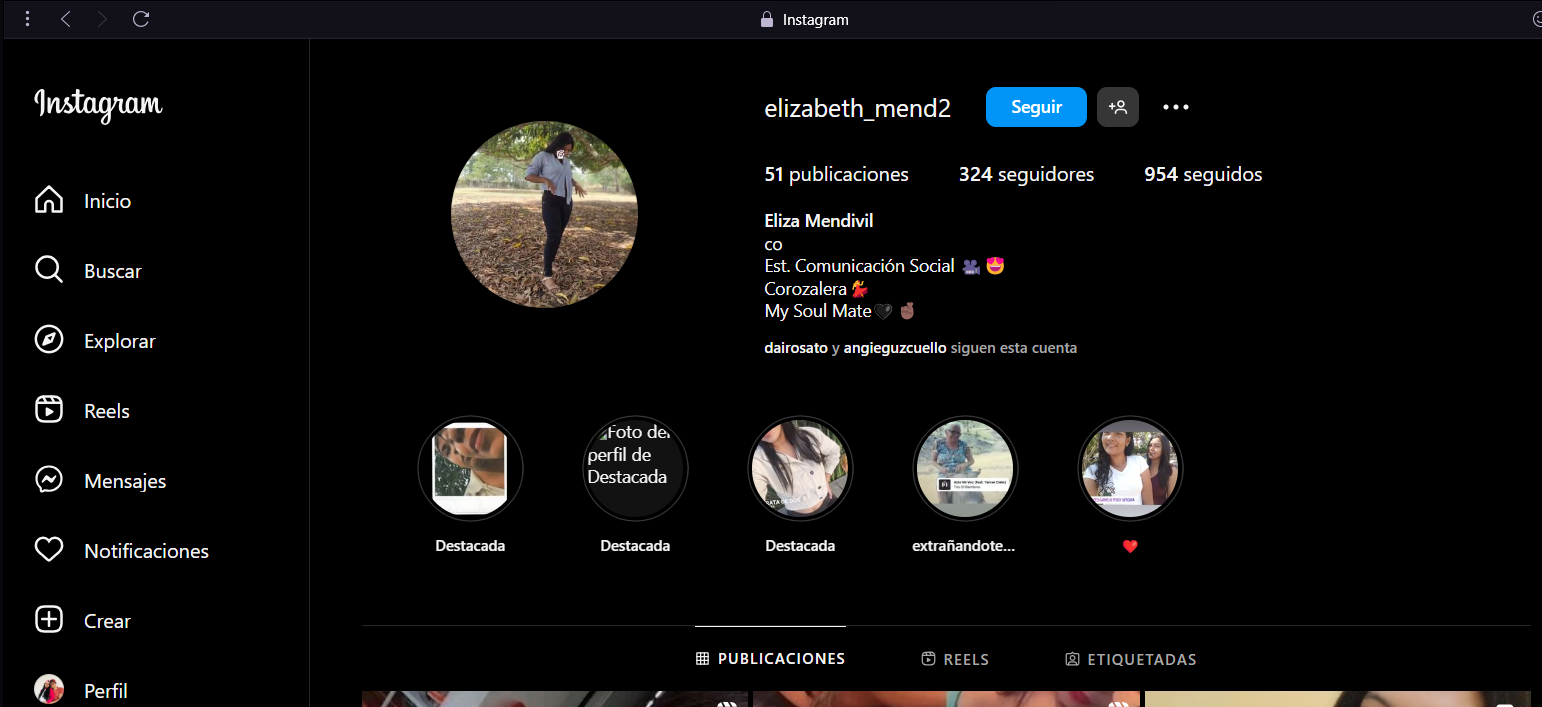 Instagram
Instagram
Inicio
Buscar
Explorar
Reels
Mensajes
Notificaciones
Crear
Perfil
elizabeth_mend2
Seguir
51 publicaciones
324 seguidores
954 seguidos
Eliza Mendivil
co
Est. Comunicación Social 🎥 😍
Corozalera 💃
My Soul Mate🖤 🤞🏾
dairosato y angieguzcuello siguen esta cuenta
Foto del
perfil de
Destacada
Destacada
Destacada
Destacada
extrañandote...
❤️
PUBLICACIONES
REELS
ETIQUETADAS